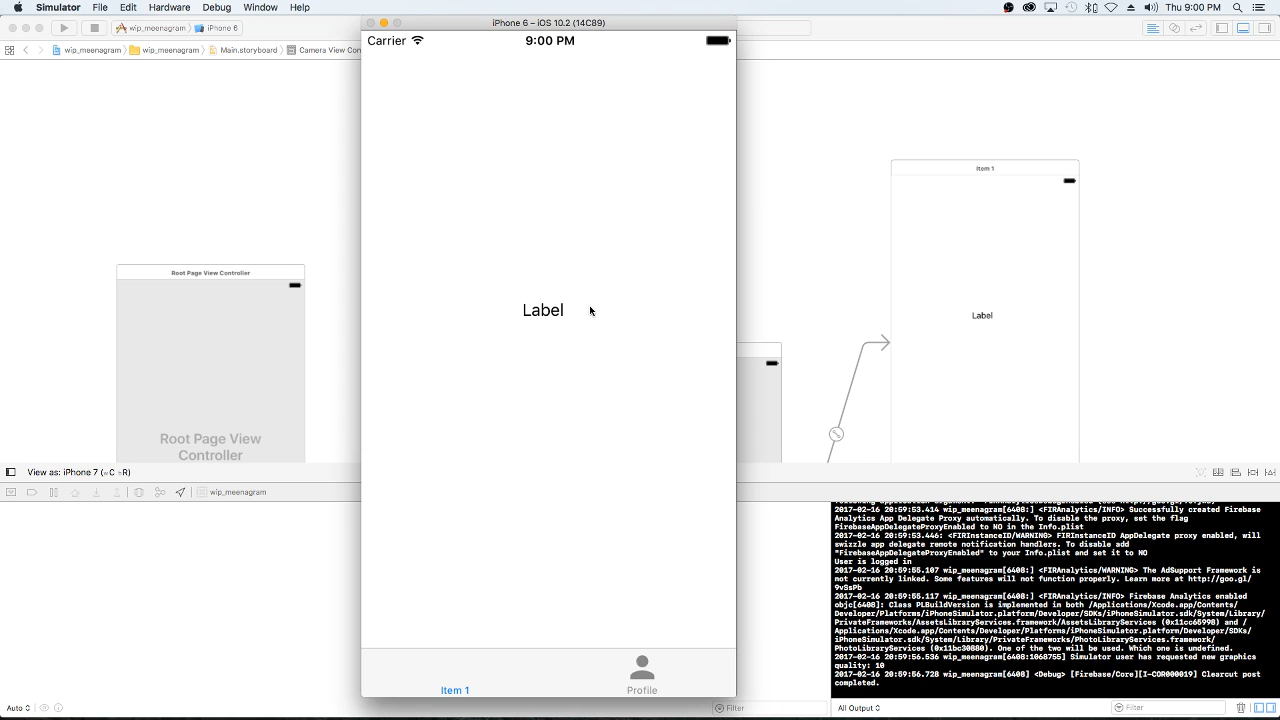 Simulator File Edit Hardware Debug Window Help
Thu 9:00 PM
iPhone 6 – iOS 10.2 (14C89)
wip_meenagram
iPhone 6
wip_meenagram
wip_meenagram
Main.storyboard
Camera View Con
Carrier
9:00 PM
Item 1
Root Page View Controller
Label
Label
Root Page View
Controller
View as: iPhone 7 (
C
R)
wip_meenagram
2017-02-16 20:59:53.414 wip_meenagram[6408:] <FIRAnalytics/INFO> Successfully created Firebase
Analytics App Delegate Proxy automatically. To disable the proxy, set the flag
FirebaseAppDelegateProxyEnabled to NO in the Info.plist
2017-02-16 20:59:53.446: <FIRInstanceID/WARNING> FIRInstanceID AppDelegate proxy enabled, will
swizzle app delegate remote notification handlers. To disable add
"FirebaseAppDelegateProxyEnabled" to your Info.plist and set it to NO
User is logged in
2017-02-16 20:59:55.107 wip_meenagram[6408:] <FIRAnalytics/WARNING> The AdSupport Framework is
not currently linked. Some features will not function properly. Learn more at http://goo.gl/
9vSsPb
2017-02-16 20:59:55.117 wip_meenagram[6408:] <FIRAnalytics/INFO> Firebase Analytics enabled
objc[6408]: Class PLBuildVersion is implemented in both /Applications/Xcode.app/Contents/
Developer/Platforms/iPhoneSimulator.platform/Developer/SDKs/iPhoneSimulator.sdk/System/Library/
PrivateFrameworks/AssetsLibraryServices.framework/AssetsLibraryServices (0x11cc65998) and /
Applications/Xcode.app/Contents/Developer/Platforms/iPhoneSimulator.platform/Developer/SDKs/
iPhoneSimulator.sdk/System/Library/PrivateFrameworks/PhotoLibraryServices.framework/
PhotoLibraryServices (0x11bc30880). One of the two will be used. Which one is undefined.
2017-02-16 20:59:56.536 wip_meenagram[6408:1068755] Simulator user has requested new graphics
quality: 10
2017-02-16 20:59:56.728 wip_meenagram[6408] <Debug> [Firebase/Core][I-COR000019] Clearcut post
completed.
Item 1
Profile
Auto
Filter
All Output
Filter